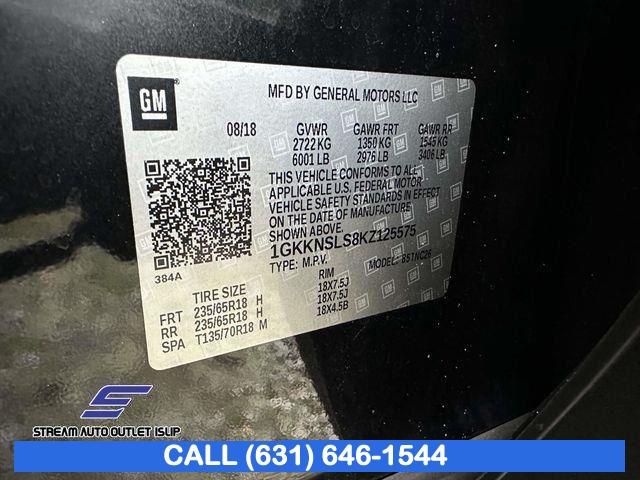 GM
MFD BY GENERAL MOTORS LLC
08/18 GVWR GAWR FRT GAWR RR
2722 KG 1350 KG 1545 KG
6001 LB 2976 LB 3406 LB
THIS VEHICLE CONFORMS TO ALL
APPLICABLE U.S. FEDERAL MOTOR
VEHICLE SAFETY STANDARDS IN EFFECT
ON THE DATE OF MANUFACTURE
SHOWN ABOVE.
1GKKNSLS8KZ125575
TYPE: M.P.V. MODEL: 85TNC26
384A
TIRE SIZE RIM
FRT 235/65R18 H 18X7.5J
RR 235/65R18 H 18X7.5J
SPA T135/70R18 M 18X4.5B
STREAM AUTO OUTLET ISLIP
CALL (631) 646-1544